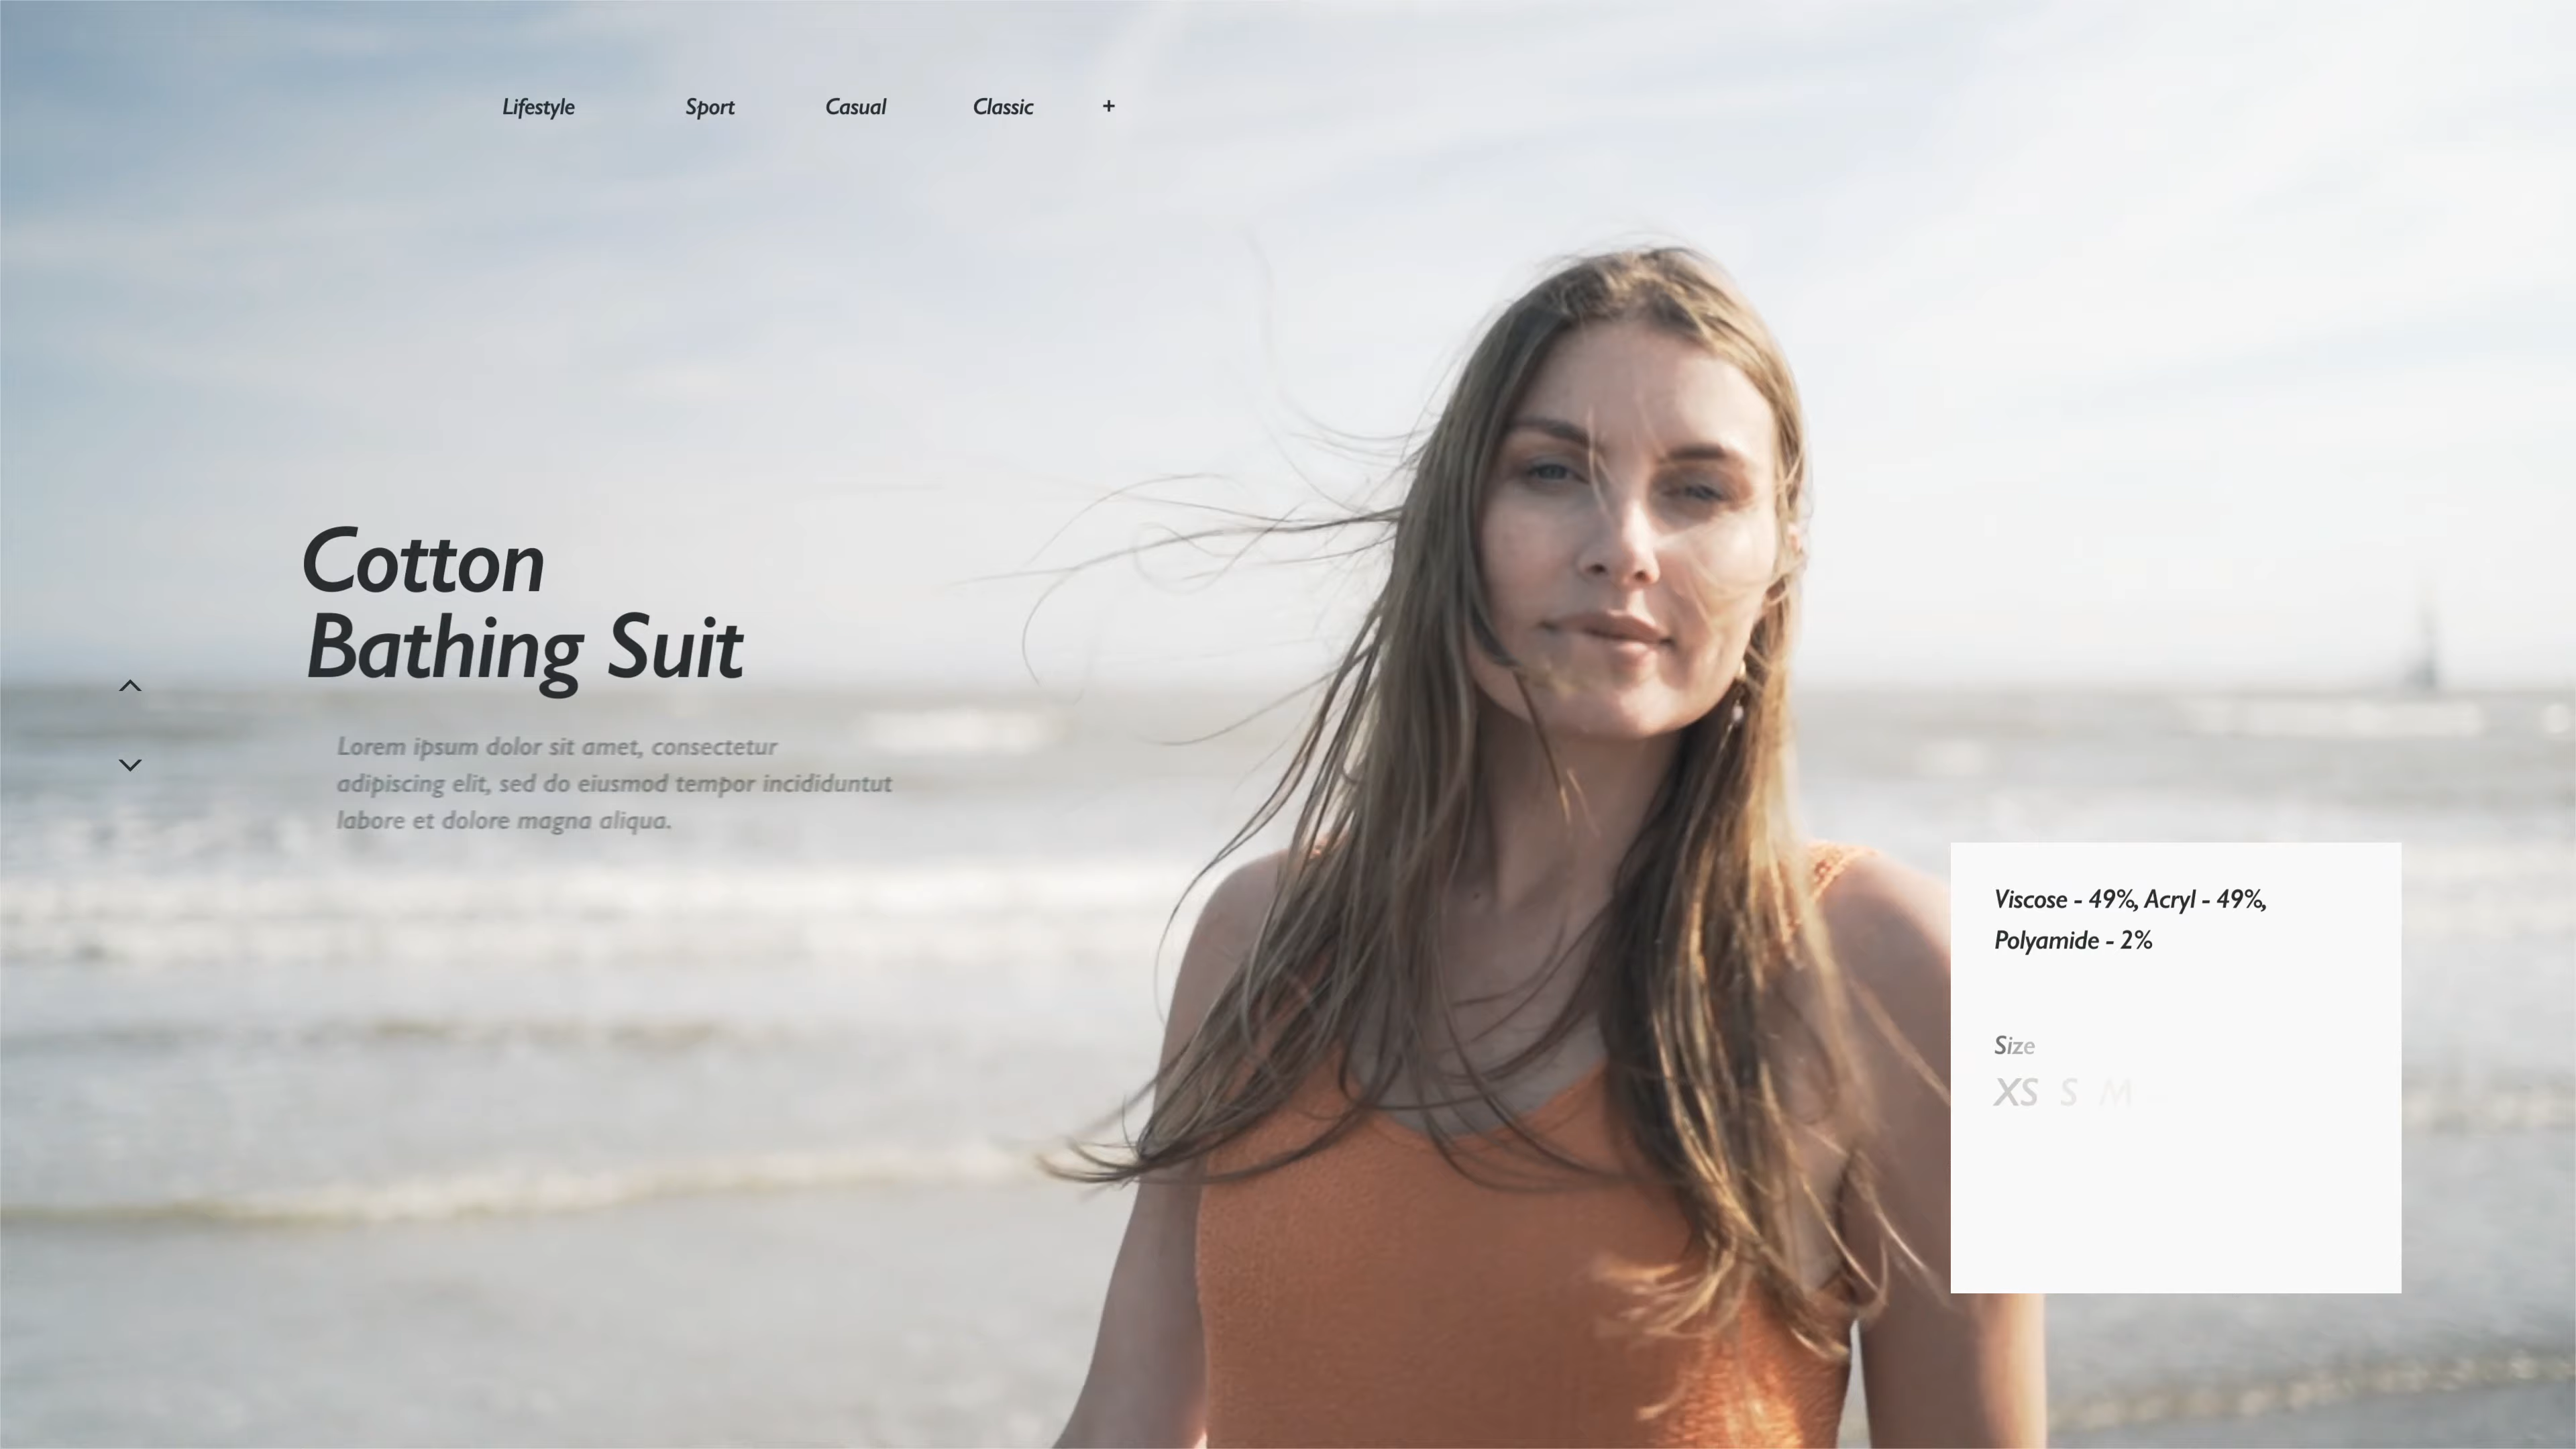 Lifestyle Sport Casual Classic +
Cotton
Bathing Suit
Lorem ipsum dolor sit amet, consectetur
adipiscing elit, sed do eiusmod tempor incididuntut
labore et dolore magna aliqua.
Viscose - 49%, Acryl - 49%,
Polyamide - 2%
Size
XS S M